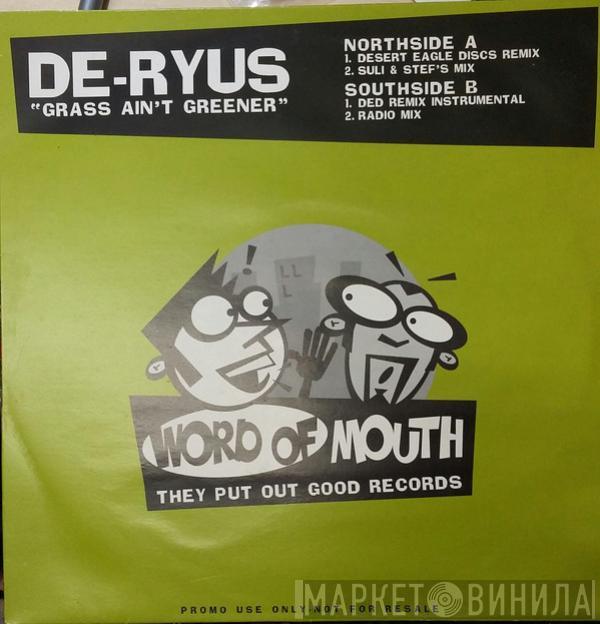 DE-RYUS
"GRASS AIN'T GREENER"
NORTHSIDE A
1. DESERT EAGLE DISCS REMIX
2. SULI & STEF'S MIX
SOUTHSIDE B
1. DED REMIX INSTRUMENTAL
2. RADIO MIX
WORD OF MOUTH
THEY PUT OUT GOOD RECORDS
PROMO USE ONLY-NOT FOR RESALE
МАРКЕТ ВИНИЛА